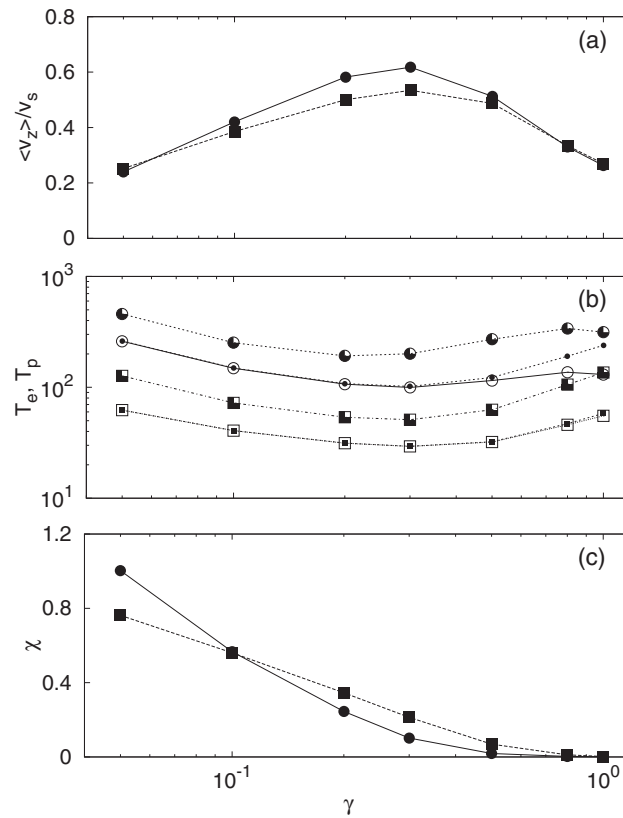 0.8
(a)
0.6
<v_z>/v_s
0.4
0.2
0
10^3
(b)
T_e, T_p
10^2
10^1
1.2
(c)
0.8
χ
0.4
0
10^-1
10^0
γ